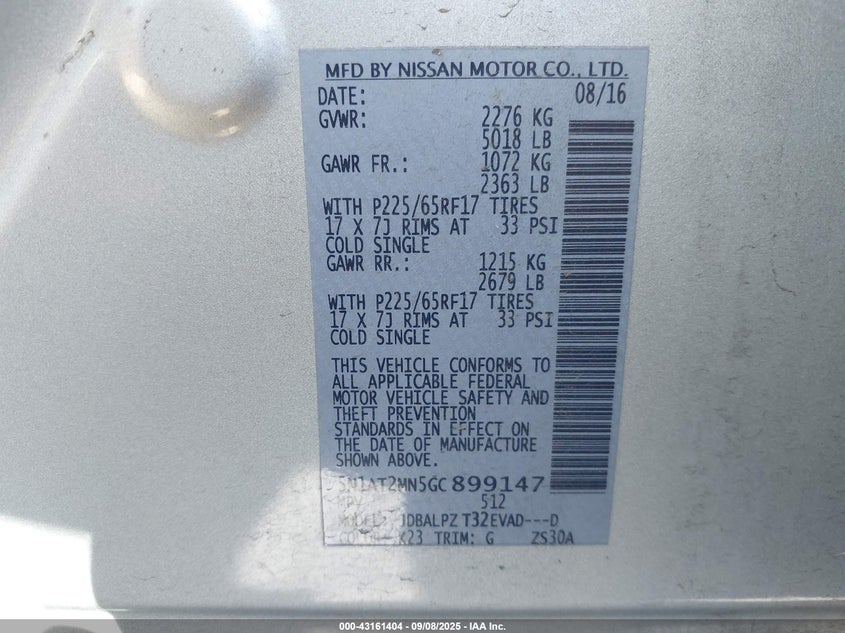 MFD BY NISSAN MOTOR CO., LTD.
DATE: 08/16
GVWR: 2276 KG
5018 LB
GAWR FR.: 1072 KG
2363 LB
WITH P225/65RF17 TIRES
17 X 7J RIMS AT 33 PSI
COLD SINGLE
GAWR RR.: 1215 KG
2679 LB
WITH P225/65RF17 TIRES
17 X 7J RIMS AT 33 PSI
COLD SINGLE
THIS VEHICLE CONFORMS TO
ALL APPLICABLE FEDERAL
MOTOR VEHICLE SAFETY AND
THEFT PREVENTION
STANDARDS IN EFFECT ON
THE DATE OF MANUFACTURE
SHOWN ABOVE.
5N1AT2MN5GC899147
MPV 512
MODEL: JDBALPZ T32EVAD---D
COLOR: K23 TRIM: G ZS30A
000-43161404 - 09/08/2025 - IAA Inc.